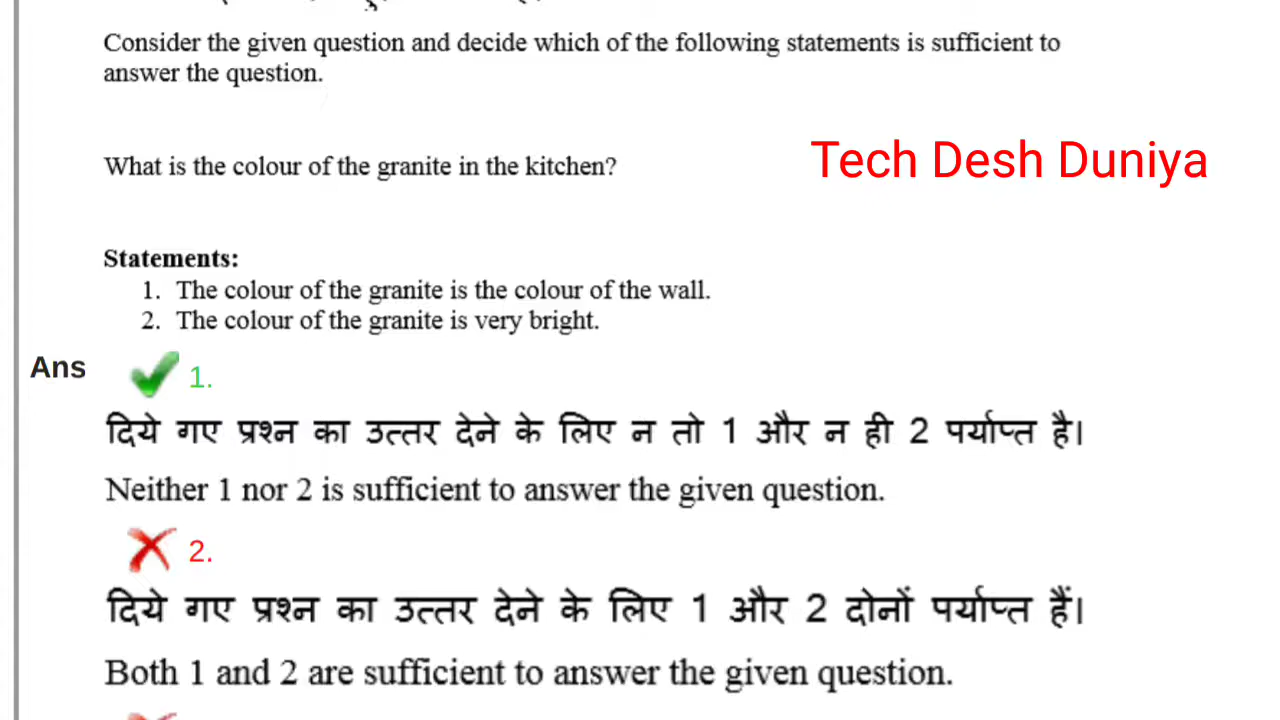 Consider the given question and decide which of the following statements is sufficient to
answer the question.
What is the colour of the granite in the kitchen?
Tech Desh Duniya
Statements:
1. The colour of the granite is the colour of the wall.
2. The colour of the granite is very bright.
Ans
1.
दिये गए प्रश्न का उत्तर देने के लिए न तो 1 और न ही 2 पर्याप्त है।
Neither 1 nor 2 is sufficient to answer the given question.
2.
दिये गए प्रश्न का उत्तर देने के लिए 1 और 2 दोनों पर्याप्त हैं।
Both 1 and 2 are sufficient to answer the given question.